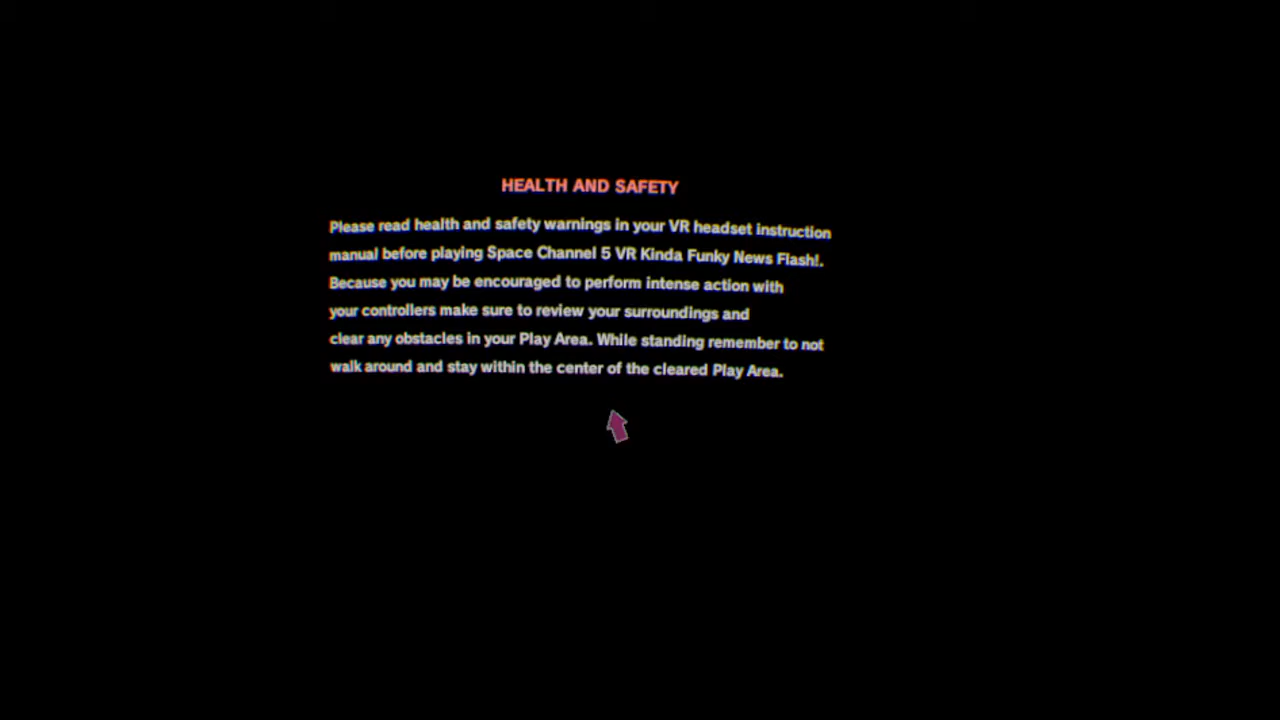 HEALTH AND SAFETY
Please read health and safety warnings in your VR headset instruction
manual before playing Space Channel 5 VR Kinda Funky News Flash!.
Because you may be encouraged to perform intense action with
your controllers make sure to review your surroundings and
clear any obstacles in your Play Area. While standing remember to not
walk around and stay within the center of the cleared Play Area.